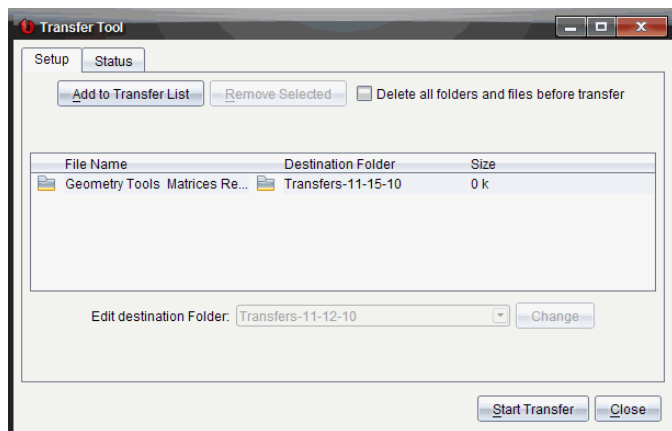 Transfer Tool
Setup Status
Add to Transfer List Remove Selected Delete all folders and files before transfer
File Name Destination Folder Size
Geometry Tools Matrices Re... Transfers-11-15-10 0 k
Edit destination Folder: Transfers-11-12-10 Change
Start Transfer Close